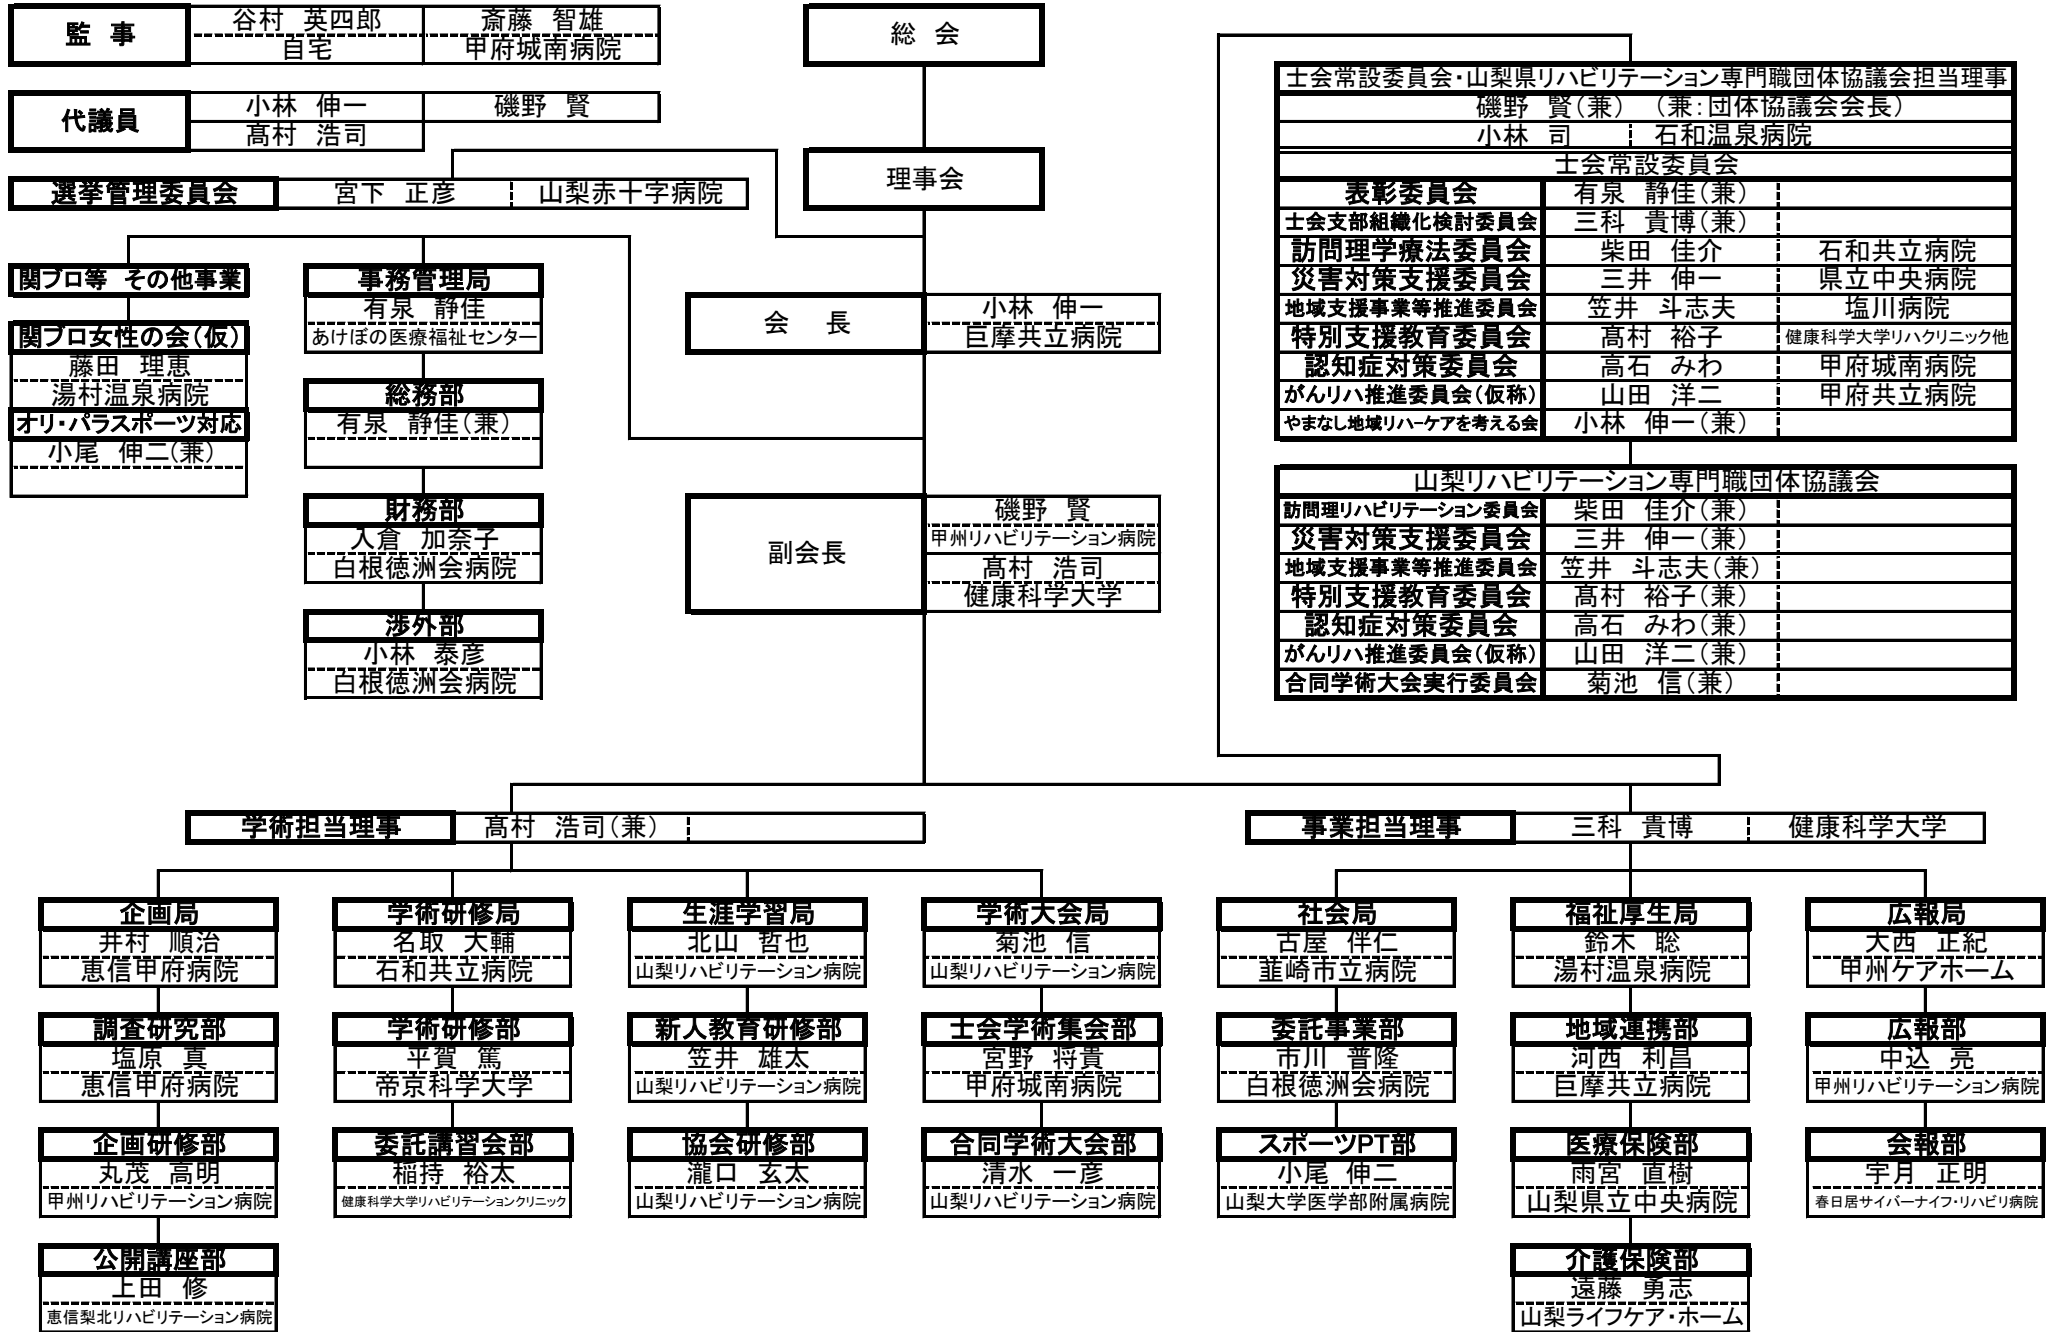 監　事
谷村　英四郎
自宅
斎藤　智雄
甲府城南病院
代議員
小林　伸一
磯野　賢
髙村　浩司
選挙管理委員会　宮下　正彦　山梨赤十字病院
総　会
理事会
会　長
小林　伸一
巨摩共立病院
副会長
磯野　賢
甲州リハビリテーション病院
髙村　浩司
健康科学大学
関ブロ等　その他事業
関ブロ女性の会(仮)
藤田　理恵
湯村温泉病院
オリ・パラスポーツ対応
小尾　伸二(兼)
事務管理局
有泉　静佳
あけぼの医療福祉センター
総務部
有泉　静佳(兼)
財務部
入倉　加奈子
白根徳洲会病院
渉外部
小林　泰彦
白根徳洲会病院
士会常設委員会・山梨県リハビリテーション専門職団体協議会担当理事
磯野　賢(兼)　(兼:団体協議会会長)
小林　司　石和温泉病院
士会常設委員会
表彰委員会　有泉　静佳(兼)
士会支部組織化検討委員会　三科　貴博(兼)
訪問理学療法委員会　柴田　佳介　石和共立病院
災害対策支援委員会　三井　伸一　県立中央病院
地域支援事業等推進委員会　笠井　斗志夫　塩川病院
特別支援教育委員会　髙村　裕子　健康科学大学リハクリニック他
認知症対策委員会　高石　みわ　甲府城南病院
がんリハ推進委員会(仮称)　山田　洋二　甲府共立病院
やまなし地域リハｰケアを考える会　小林　伸一(兼)
山梨リハビリテーション専門職団体協議会
訪問理リハビリテーション委員会　柴田　佳介(兼)
災害対策支援委員会　三井　伸一(兼)
地域支援事業等推進委員会　笠井　斗志夫(兼)
特別支援教育委員会　髙村　裕子(兼)
認知症対策委員会　高石　みわ(兼)
がんリハ推進委員会(仮称)　山田　洋二(兼)
合同学術大会実行委員会　菊池　信(兼)
学術担当理事　髙村　浩司(兼)
企画局
井村　順治
恵信甲府病院
調査研究部
塩原　真
恵信甲府病院
企画研修部
丸茂　高明
甲州リハビリテーション病院
公開講座部
上田　修
恵信梨北リハビリテーション病院
学術研修局
名取　大輔
石和共立病院
学術研修部
平賀　篤
帝京科学大学
委託講習会部
稲持　裕太
健康科学大学リハビリテーションクリニック
生涯学習局
北山　哲也
山梨リハビリテーション病院
新人教育研修部
笠井　雄太
山梨リハビリテーション病院
協会研修部
瀧口　玄太
山梨リハビリテーション病院
学術大会局
菊池　信
山梨リハビリテーション病院
士会学術集会部
宮野　将貴
甲府城南病院
合同学術大会部
清水　一彦
山梨リハビリテーション病院
事業担当理事　三科　貴博　健康科学大学
社会局
古屋　伴仁
韮崎市立病院
委託事業部
市川　普隆
白根徳洲会病院
スポーツPT部
小尾　伸二
山梨大学医学部附属病院
福祉厚生局
鈴木　聡
湯村温泉病院
地域連携部
河西　利昌
巨摩共立病院
医療保険部
雨宮　直樹
山梨県立中央病院
介護保険部
遠藤　勇志
山梨ライフケア・ホーム
広報局
大西　正紀
甲州ケアホーム
広報部
中込　亮
甲州リハビリテーション病院
会報部
宇月　正明
春日居サイバーナイフ・リハビリ病院